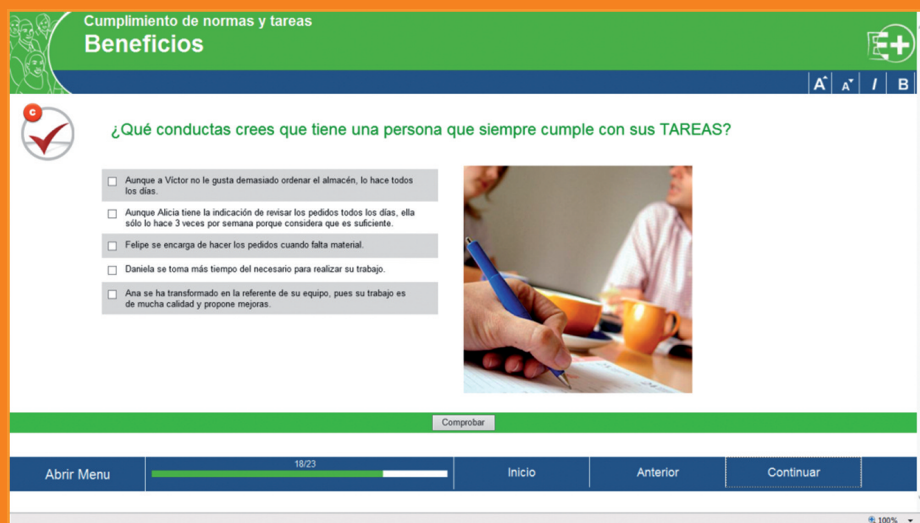 Cumplimiento de normas y tareas
Beneficios
E+
A A I B
C
¿Qué conductas crees que tiene una persona que siempre cumple con sus TAREAS?
Aunque a Víctor no le gusta demasiado ordenar el almacén, lo hace todos
los días.
Aunque Alicia tiene la indicación de revisar los pedidos todos los días, ella
sólo lo hace 3 veces por semana porque considera que es suficiente.
Felipe se encarga de hacer los pedidos cuando falta material.
Daniela se toma más tiempo del necesario para realizar su trabajo.
Ana se ha transformado en la referente de su equipo, pues su trabajo es
de mucha calidad y propone mejoras.
Comprobar
Abrir Menu
18/23
Inicio
Anterior
Continuar
100%